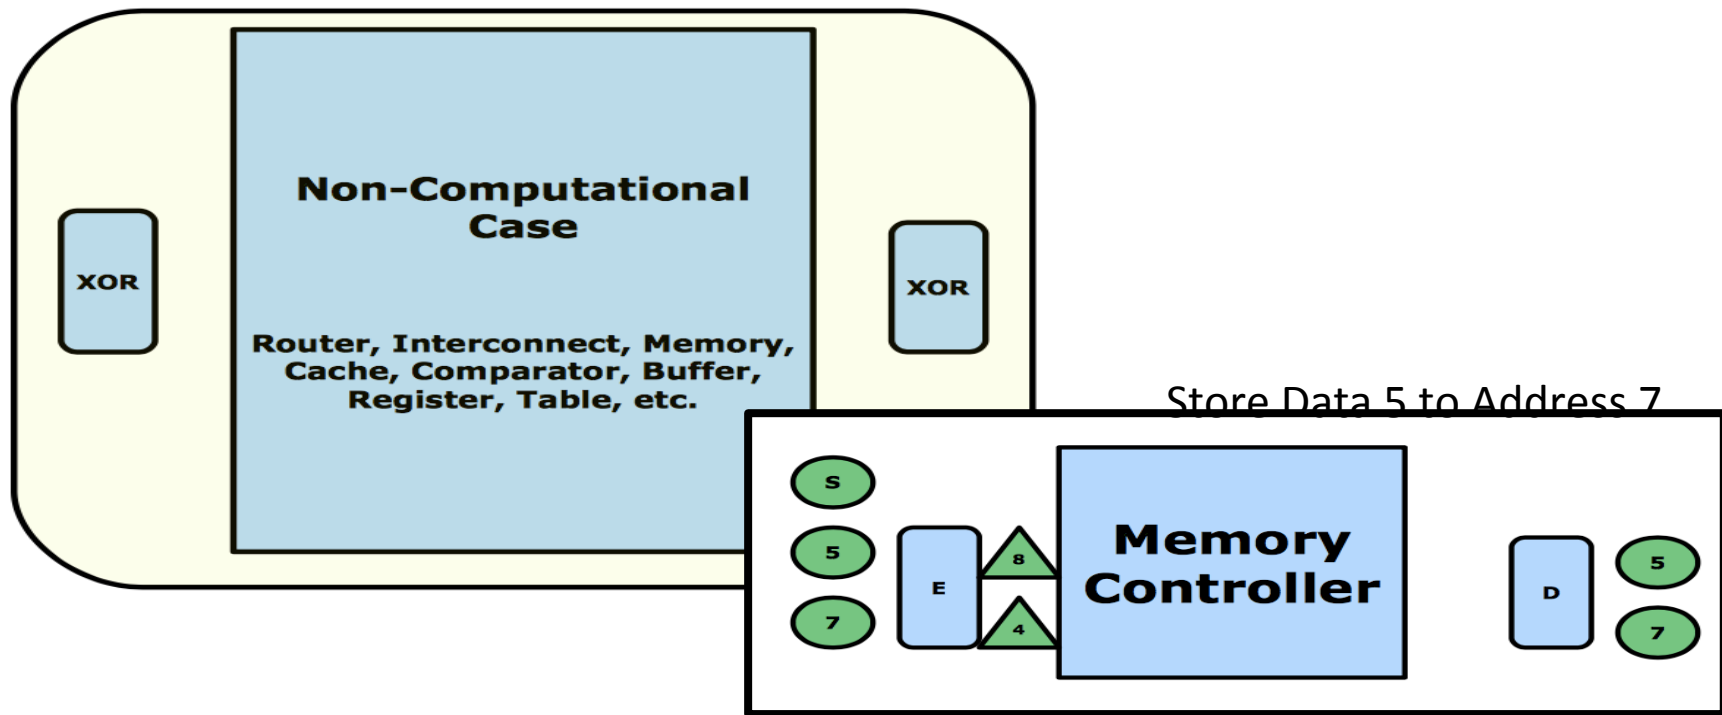 Non-Computational
Case
XOR
XOR
Router, Interconnect, Memory,
Cache, Comparator, Buffer,
Register, Table, etc.
Store Data 5 to Address 7
S
5
7
E
8
4
Memory
Controller
D
5
7